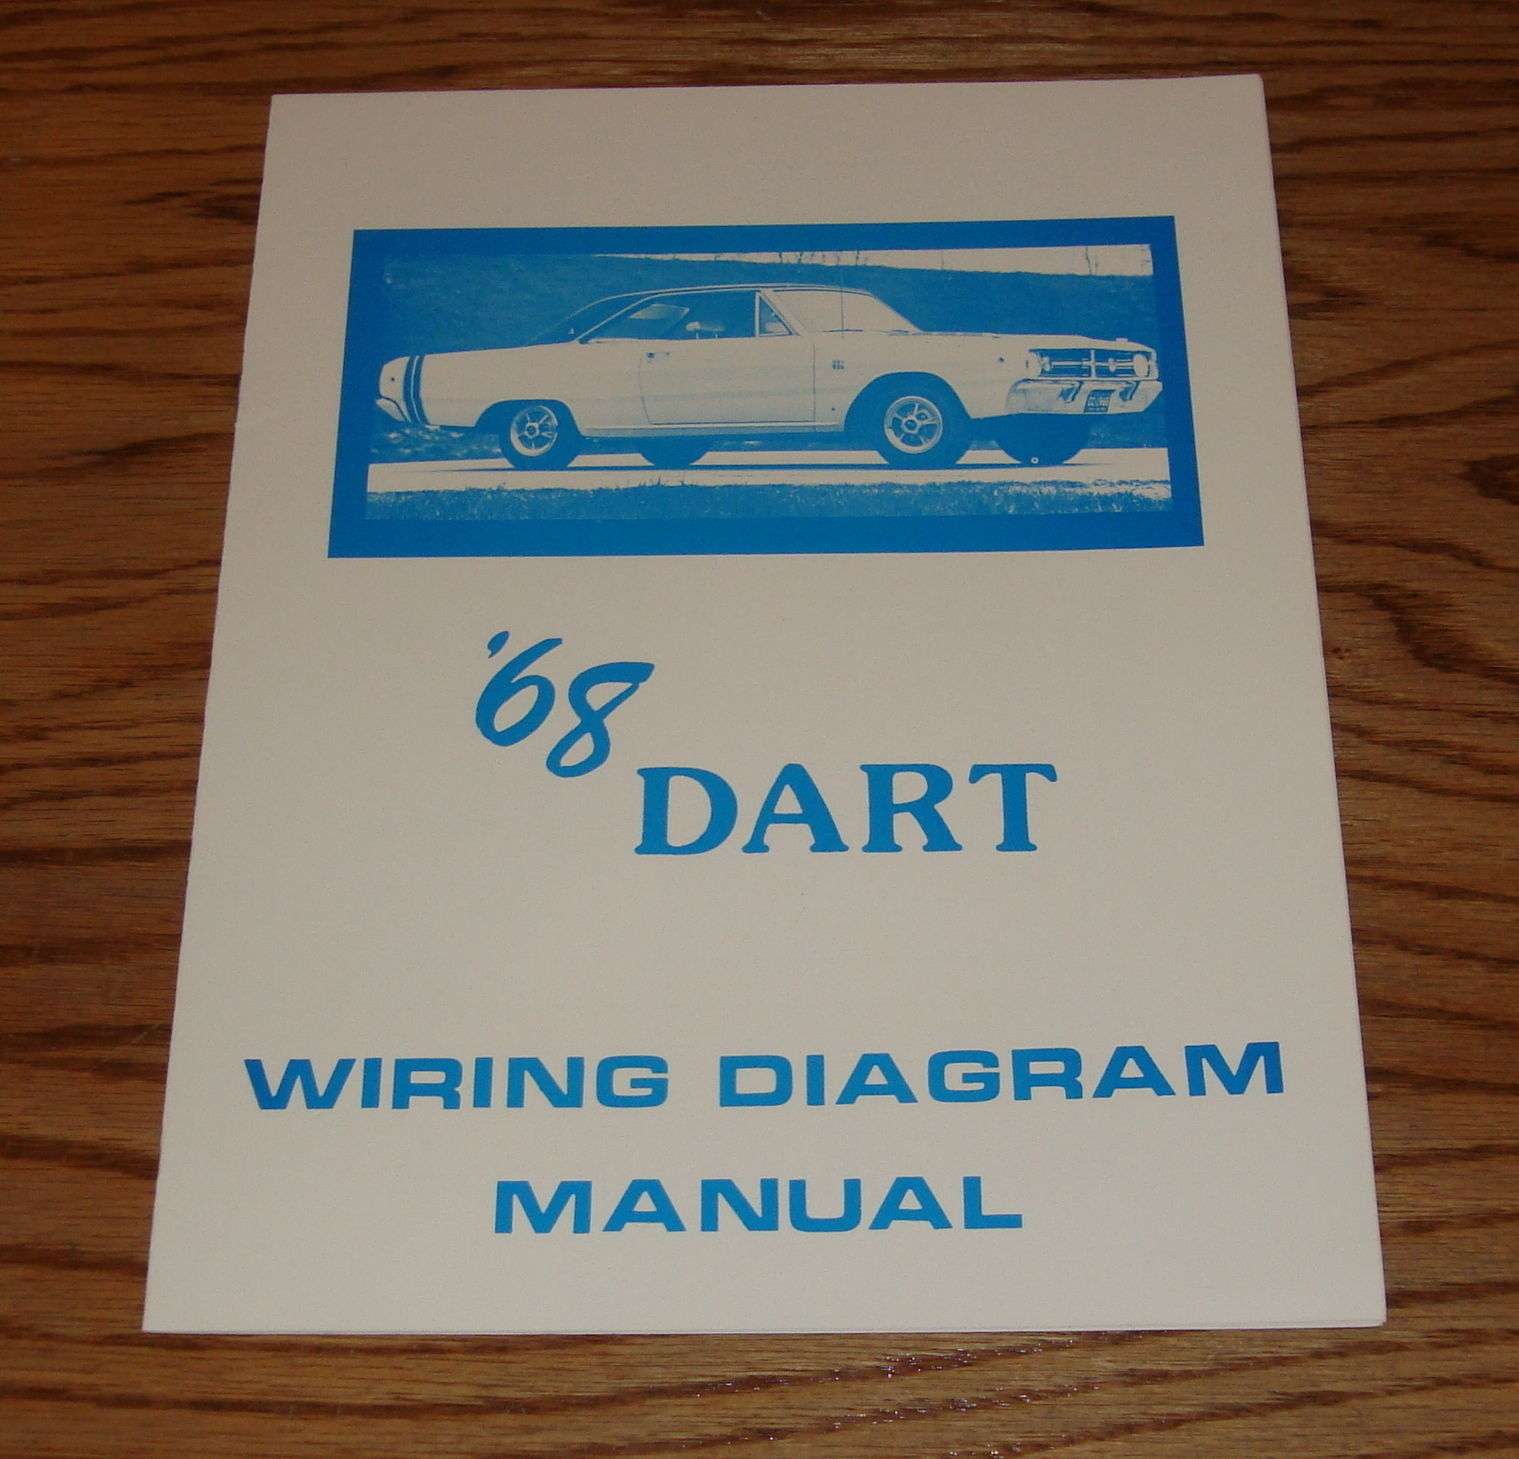 '68
DART
WIRING DIAGRAM
MANUAL